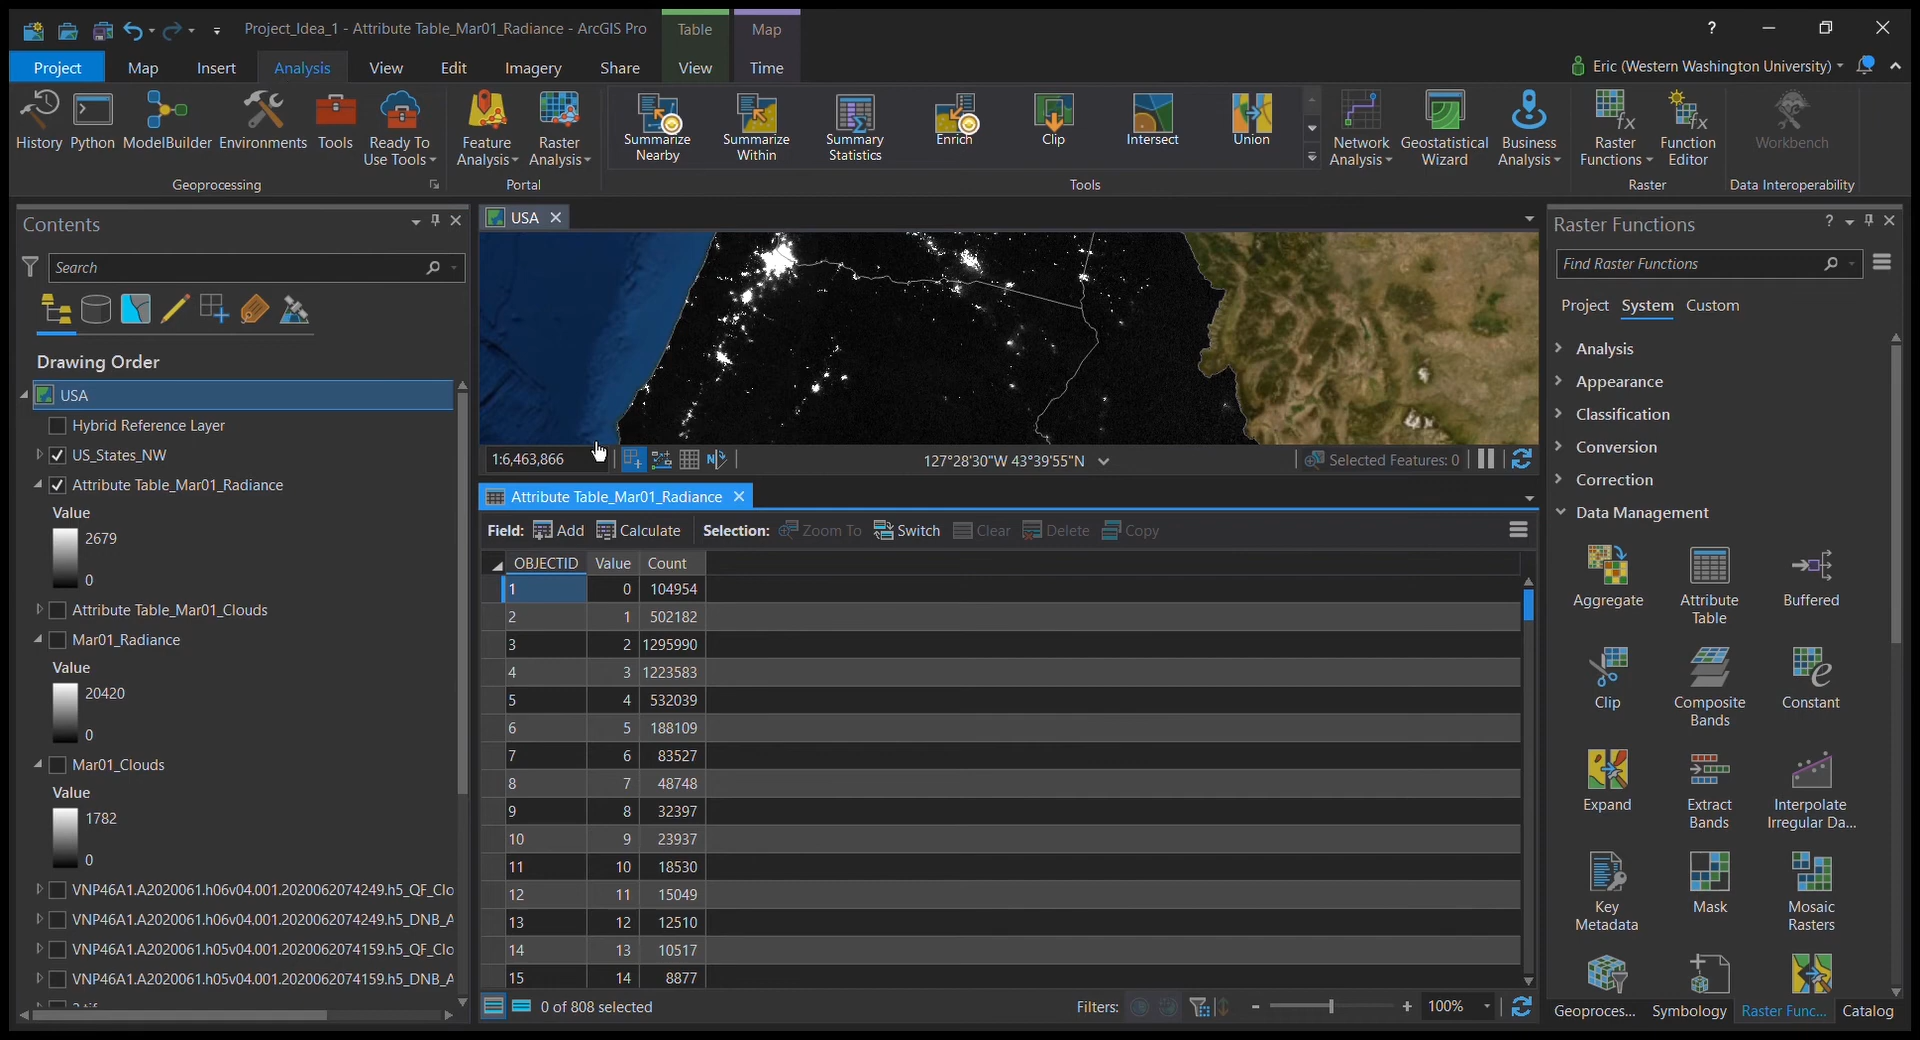 Project_Idea_1 - Attribute Table_Mar01_Radiance - ArcGIS Pro
Table
Map
?
Project
Map
Insert
Analysis
View
Edit
Imagery
Share
View
Time
Eric (Western Washington University)
History
Python
ModelBuilder
Environments
Tools
Ready To
Use Tools
Geoprocessing
Feature
Analysis
Raster
Analysis
Portal
Summarize
Nearby
Summarize
Within
Summary
Statistics
Enrich
Clip
Intersect
Union
Tools
Network
Analysis
Geostatistical
Wizard
Business
Analysis
Raster
Functions
Function
Editor
Raster
Workbench
Data Interoperability
Contents
Search
Drawing Order
USA
Hybrid Reference Layer
US_States_NW
Attribute Table_Mar01_Radiance
Value
2679
0
Attribute Table_Mar01_Clouds
Mar01_Radiance
Value
20420
0
Mar01_Clouds
Value
1782
0
VNP46A1.A2020061.h06v04.001.2020062074249.h5_QF_Clo
VNP46A1.A2020061.h06v04.001.2020062074249.h5_DNB_A
VNP46A1.A2020061.h05v04.001.2020062074159.h5_QF_Clo
VNP46A1.A2020061.h05v04.001.2020062074159.h5_DNB_A
USA
1:6,463,866
127°28'30"W 43°39'55"N
Selected Features: 0
Attribute Table_Mar01_Radiance
Field: Add Calculate Selection: Zoom To Switch Clear Delete Copy
OBJECTID Value Count
1 0 104954
2 1 502182
3 2 1295990
4 3 1223583
5 4 532039
6 5 188109
7 6 83527
8 7 48748
9 8 32397
10 9 23937
11 10 18530
12 11 15049
13 12 12510
14 13 10517
15 14 8877
0 of 808 selected
Filters:
- + 100%
Raster Functions
?
Find Raster Functions
Project System Custom
Analysis
Appearance
Classification
Conversion
Correction
Data Management
Aggregate
Attribute
Table
Buffered
Clip
Composite
Bands
Constant
Expand
Extract
Bands
Interpolate
Irregular Da...
Key
Metadata
Mask
Mosaic
Rasters
Geoproces... Symbology Raster Func... Catalog